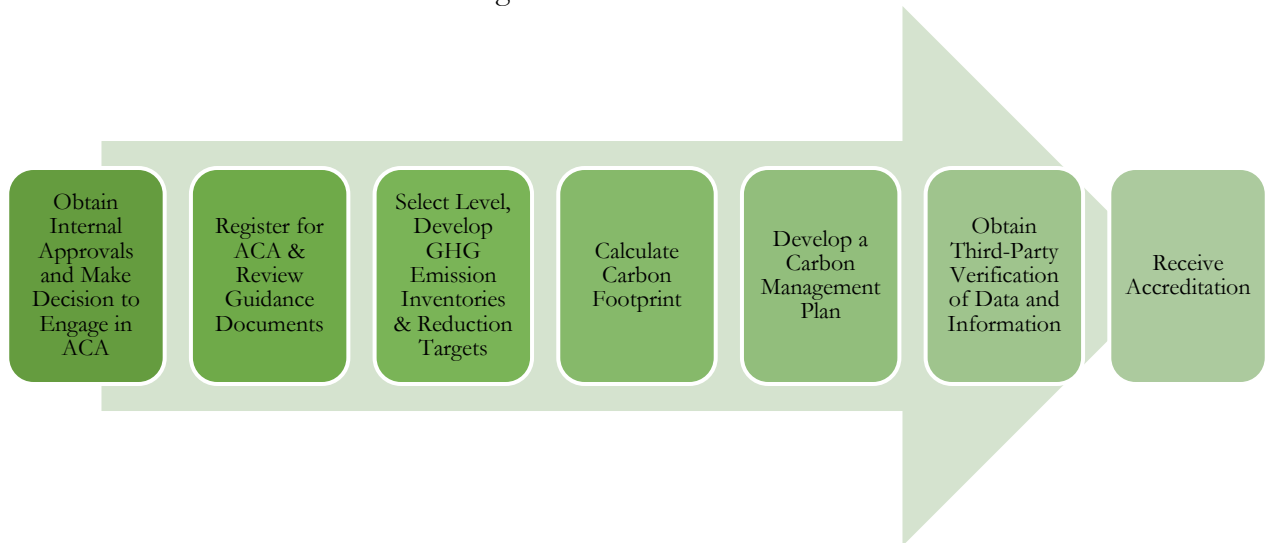 Obtain
Internal
Approvals
and Make
Decision to
Engage in
ACA
Register for
ACA &
Review
Guidance
Documents
Select Level,
Develop
GHG
Emission
Inventories
& Reduction
Targets
Calculate
Carbon
Footprint
Develop a
Carbon
Management
Plan
Obtain
Third-Party
Verification
of Data and
Information
Receive
Accreditation